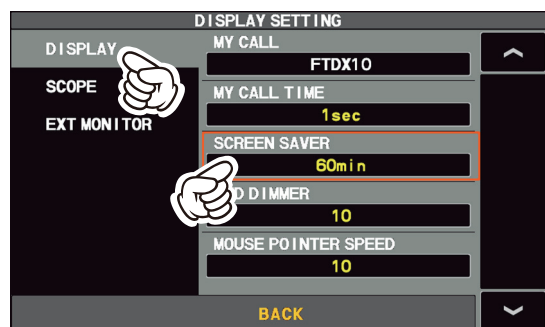 DISPLAY SETTING
DISPLAY
SCOPE
EXT MONITOR
MY CALL
FTDX10
MY CALL TIME
1sec
SCREEN SAVER
60min
DIMMER
10
MOUSE POINTER SPEED
10
BACK